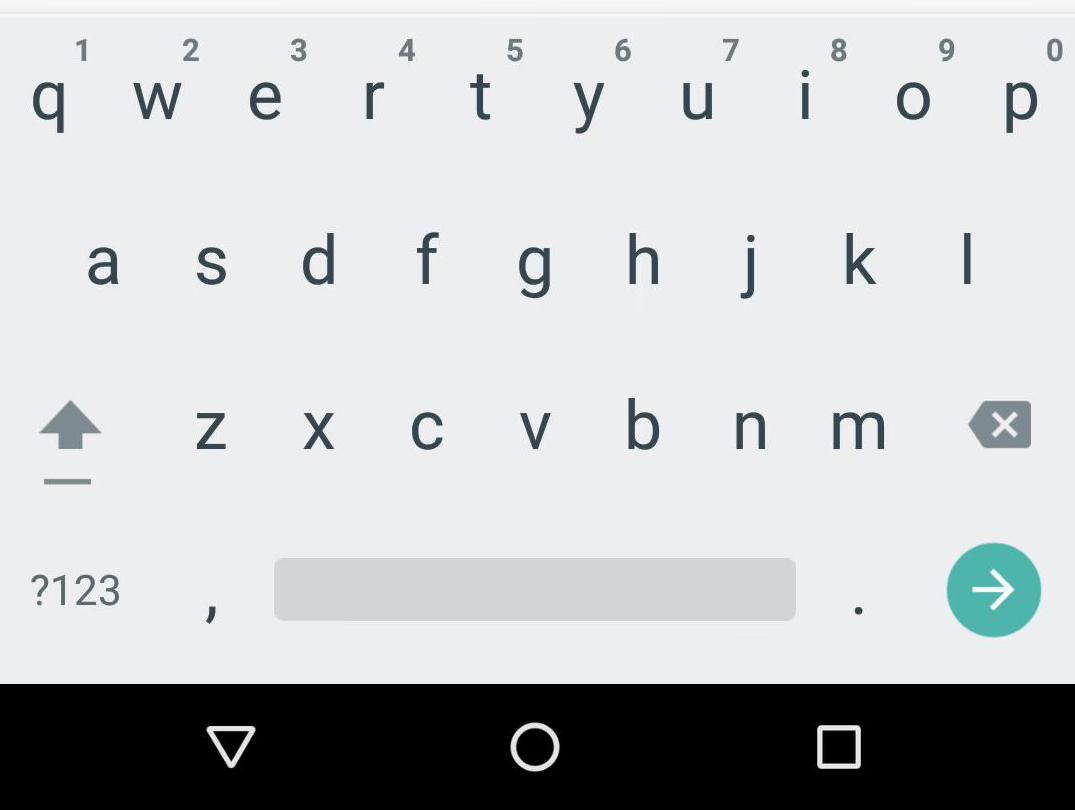 1 2 3 4 5 6 7 8 9 0
q w e r t y u i o p
a s d f g h j k l
z x c v b n m
?123 , .